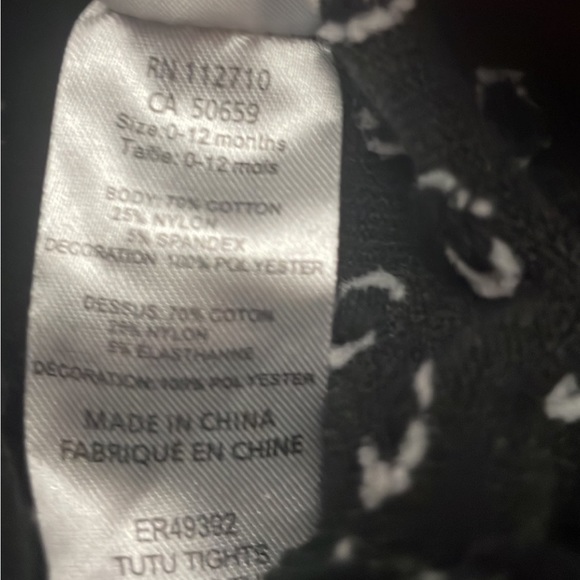 RN 112710
CA 50659
Size: 0-12 months
Taille: 0-12 mois
BODY: 70% COTTON
25% NYLON
5% SPANDEX
DECORATION 100% POLYESTER
DESSUS: 70% COTON
25% NYLON
5% ÉLASTHANNE
DÉCORATION: 100% POLYESTER
MADE IN CHINA
FABRIQUÉ EN CHINE
ER49392
TUTU TIGHTS